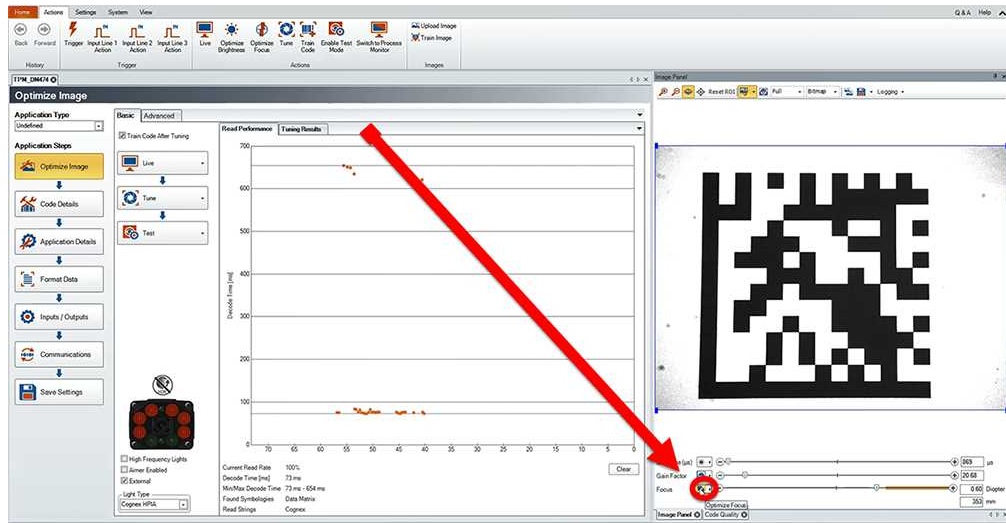 Home Actions Settings System View Q&A Help
Back Forward Trigger Input Line 1 Action Input Line 2 Action Input Line 3 Action Live Optimize Brightness Optimize Focus Tune Train Code Enable Test Mode Switch to Process Monitor Upload Image
Train Image
History Trigger Actions Images
TPM_DM474
Image Panel
Optimize Image
Reset ROI Full Bitmap Logging
Application Type
Undefined
Basic Advanced
Train Code After Tuning
Read Performance Tuning Results
Application Steps
Optimize Image
Code Details
Application Details
Format Data
Inputs / Outputs
Communications
Save Settings
Live
Tune
Test
Decode Time [ms]
700
600
500
400
300
200
100
0
70 65 60 55 50 45 40 35 30 25 20 15 10 5 0
High Frequency Lights
Aimer Enabled
External
Light Type
Cognex HPIA
Current Read Rate 100%
Decode Time [ms] 73 ms
Min/Max Decode Time 73 ms - 654 ms
Found Symbologies Data Matrix
Read Strings Cognex
Clear
(µs) 869 µs
Gain Factor 20.68
Focus 0.60 Diopter
353 mm
Optimize Focus
Image Panel Code Quality